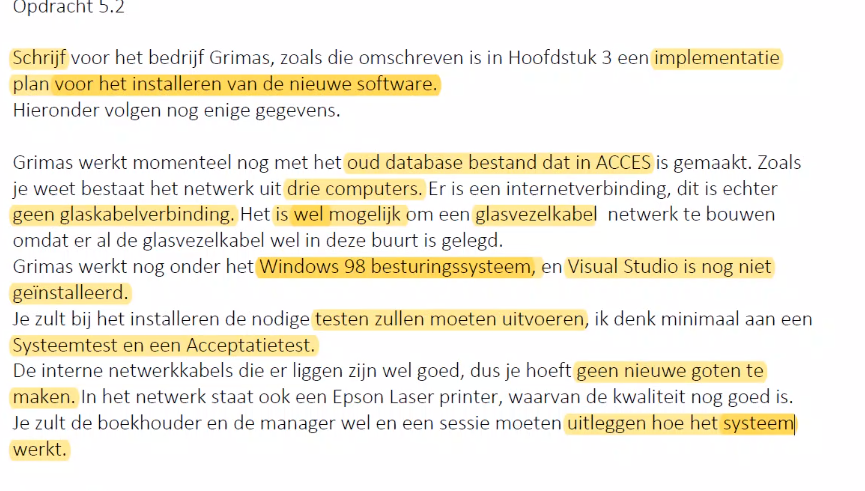 Opdracht 5.2
Schrijf voor het bedrijf Grimas, zoals die omschreven is in Hoofdstuk 3 een implementatie
plan voor het installeren van de nieuwe software.
Hieronder volgen nog enige gegevens.
Grimas werkt momenteel nog met het oud database bestand dat in ACCES is gemaakt. Zoals
je weet bestaat het netwerk uit drie computers. Er is een internetverbinding, dit is echter
geen glaskabelverbinding. Het is wel mogelijk om een glasvezelkabel netwerk te bouwen
omdat er al de glasvezelkabel wel in deze buurt is gelegd.
Grimas werkt nog onder het Windows 98 besturingssysteem, en Visual Studio is nog niet
geïnstalleerd.
Je zult bij het installeren de nodige testen zullen moeten uitvoeren, ik denk minimaal aan een
Systeemtest en een Acceptatietest.
De interne netwerkkabels die er liggen zijn wel goed, dus je hoeft geen nieuwe goten te
maken. In het netwerk staat ook een Epson Laser printer, waarvan de kwaliteit nog goed is.
Je zult de boekhouder en de manager wel en een sessie moeten uitleggen hoe het systeem
werkt.